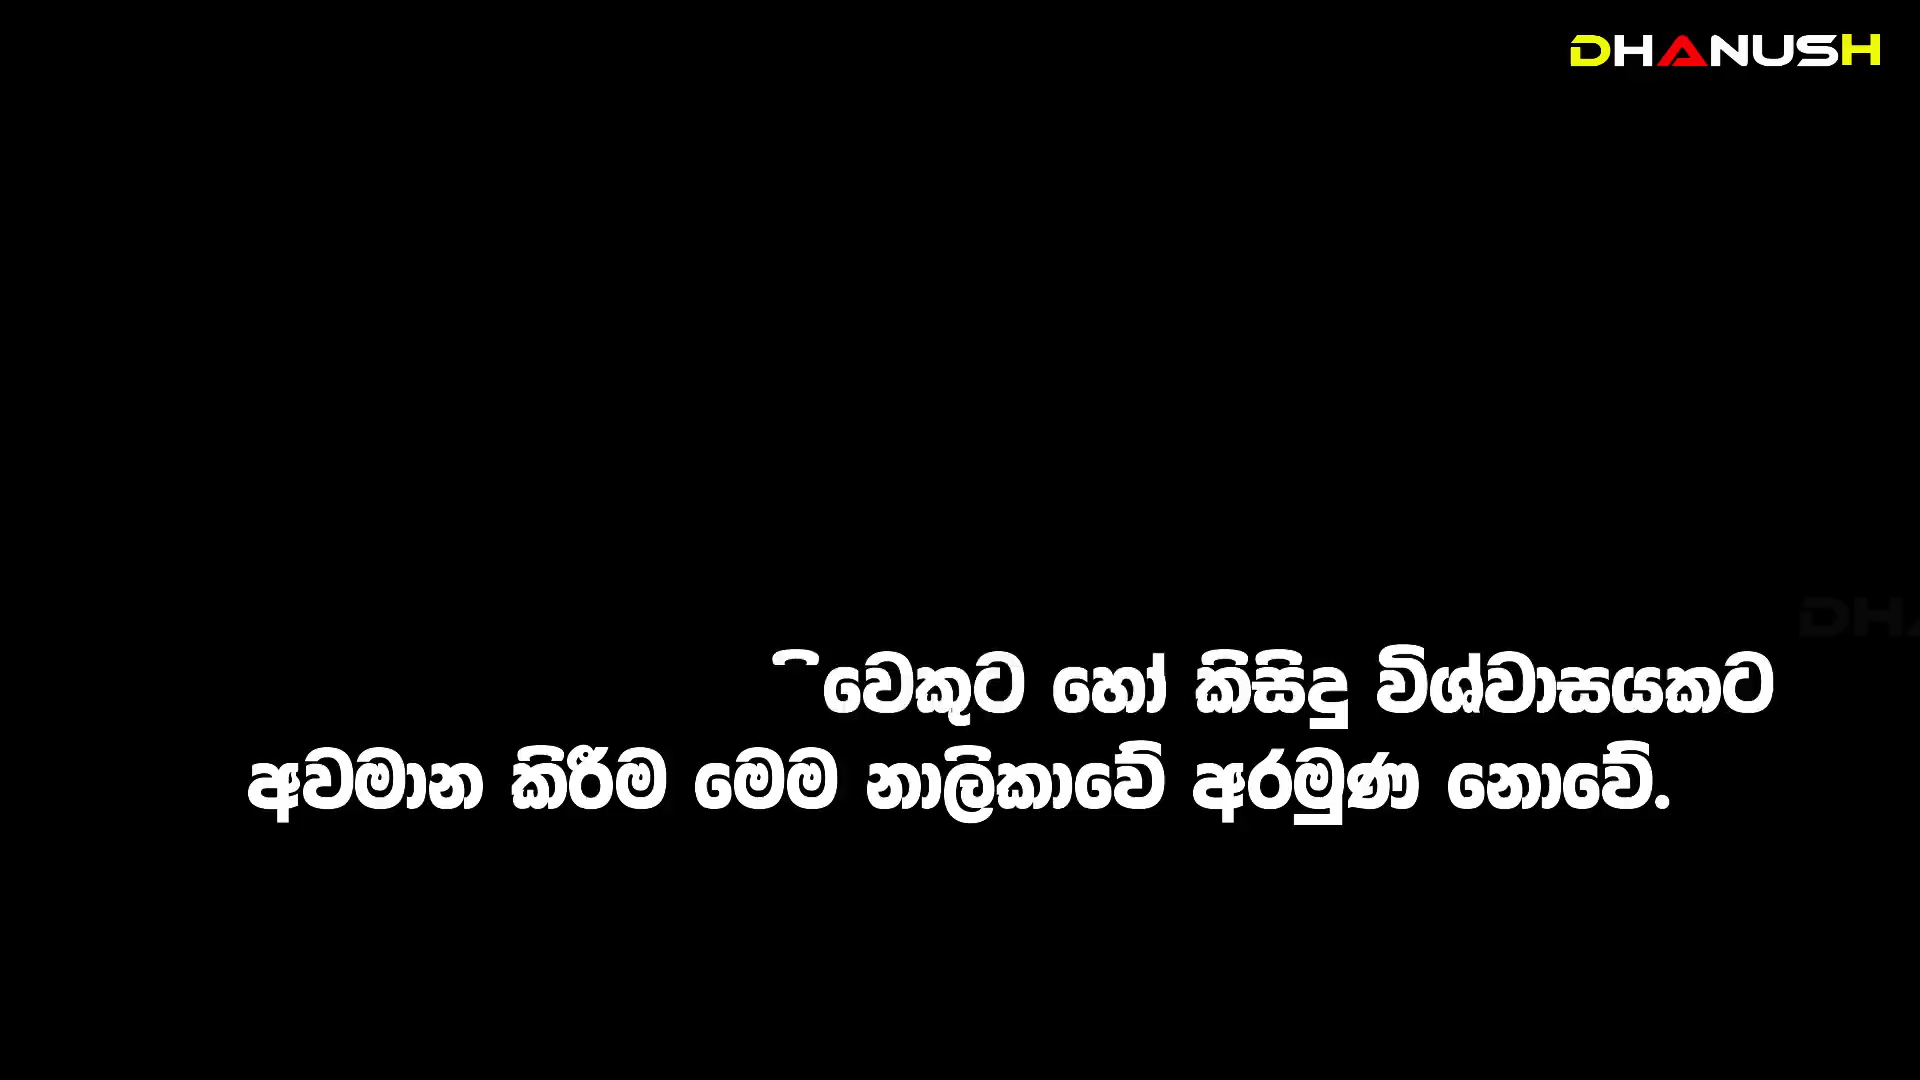 DHANUSH
ිවෙකුට හෝ කිසිදු විශ්වාසයකට
අවමාන කිරීම මෙම නාලිකාවේ අරමුණ නොවේ.